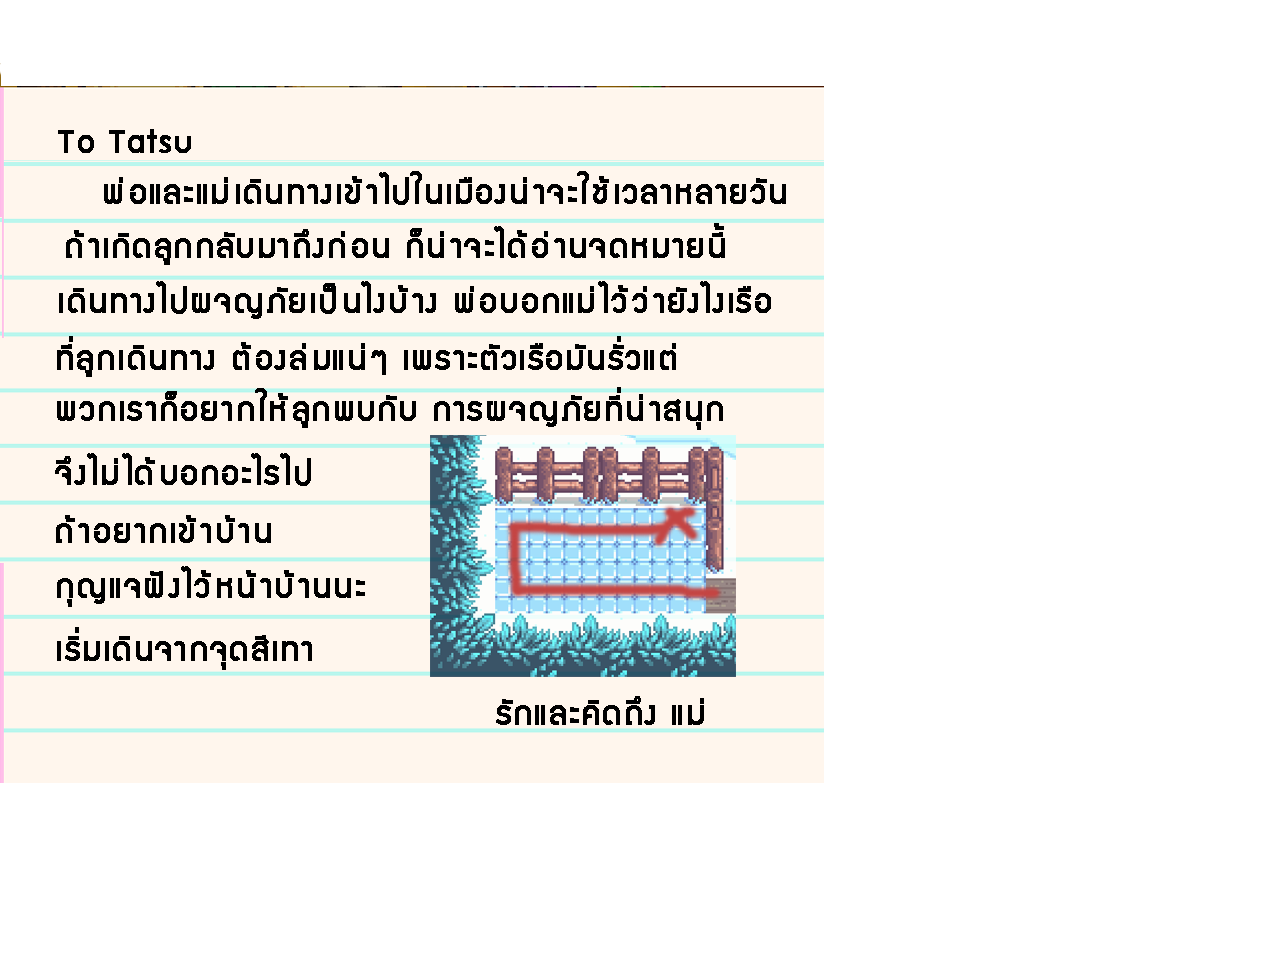 To Tatsu
พ่อและแม่เดินทางเข้าไปในเมืองน่าจะใช้เวลาหลายวัน
ถ้าเกิดลูกกลับมาถึงก่อน ก็น่าจะได้อ่านจดหมายนี้
เดินทางไปผจญภัยเป็นไงบ้าง พ่อบอกแม่ไว้ว่ายังไงเรือ
ที่ลูกเดินทาง ต้องล่มแน่ๆ เพราะตัวเรือมันรั่วแต่
พวกเราก็อยากให้ลูกพบกับ การผจญภัยที่น่าสนุก
จึงไม่ได้บอกอะไรไป
ถ้าอยากเข้าบ้าน
กุญแจฝังไว้หน้าบ้านนะ
เริ่มเดินจากจุดสีเทา
รักและคิดถึง แม่